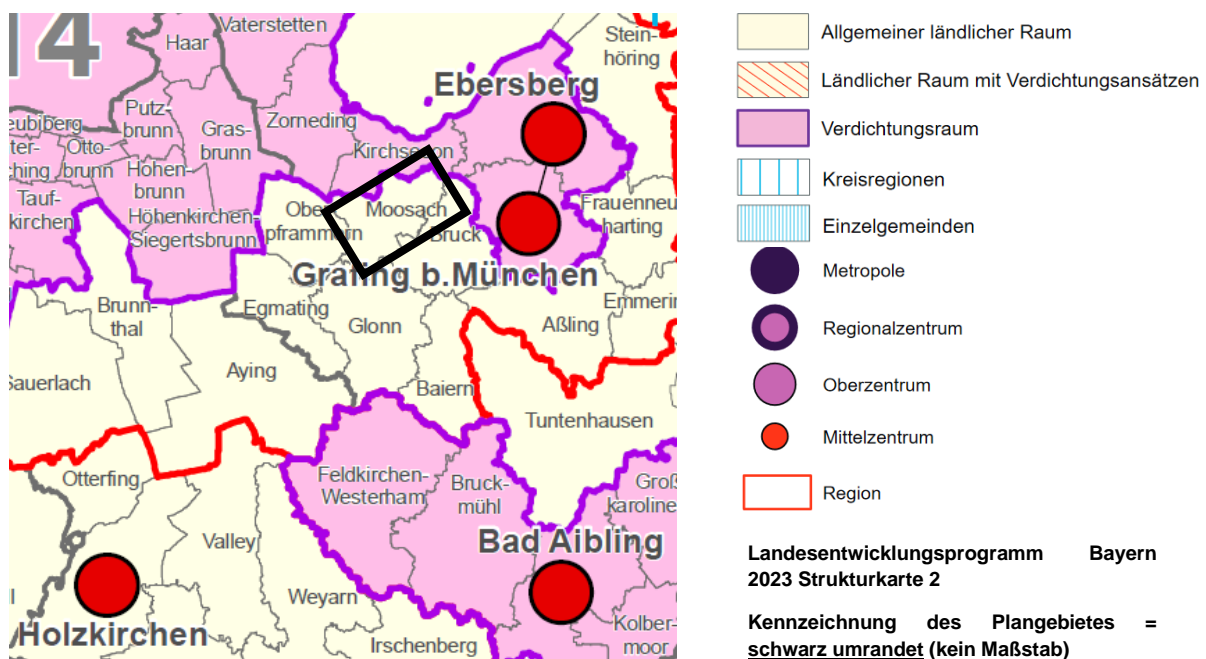 14
Haar
Vaterstetten
Stein-
höring
Ebersberg
Putz-
brunn
Gras-
brunn
Zorneding
eubiberg
ter-
ching
Otto-
brunn
Hohen-
brunn
Kirchseeon
Tauf-
kirchen
Höhenkirchen-
Siegertsbrunn
Ober-
pframmern
Moosach
Bruck
Frauenneu
harting
Grafing b.München
Brunn-
thal
Egmating
Glonn
Emmerin
Aßling
Sauerlach
Aying
Baiern
Tuntenhausen
Otterfing
Feldkirchen-
Westerham
Bruck-
mühl
Groß
karoline
Valley
Bad Aibling
Weyarn
Holzkirchen
Irschenberg
Kolber-
moor
Allgemeiner ländlicher Raum
Ländlicher Raum mit Verdichtungsansätzen
Verdichtungsraum
Kreisregionen
Einzelgemeinden
Metropole
Regionalzentrum
Oberzentrum
Mittelzentrum
Region
Landesentwicklungsprogramm Bayern
2023 Strukturkarte 2
Kennzeichnung des Plangebietes =
schwarz umrandet (kein Maßstab)